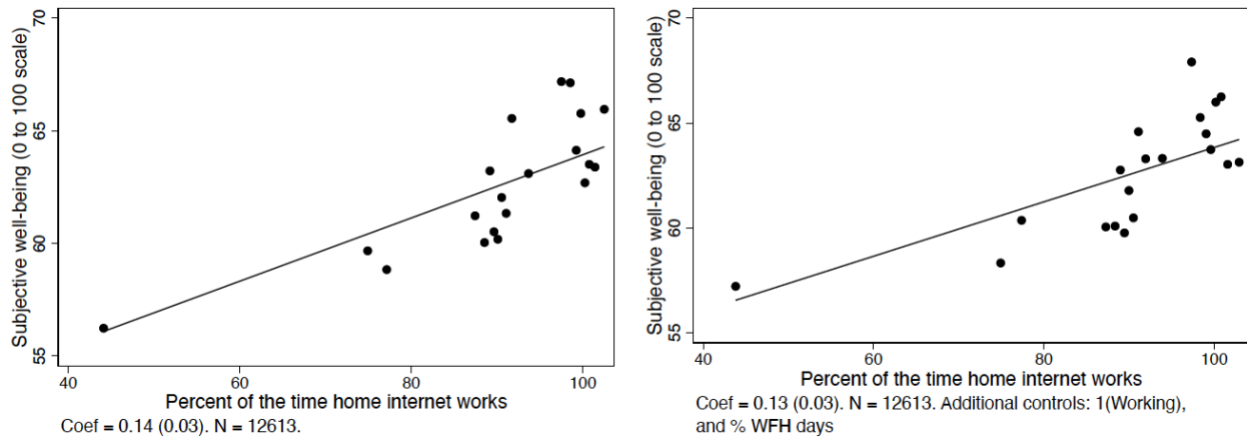 Subjective well-being (0 to 100 scale)
70
65
60
55
40
60
80
100
Percent of the time home internet works
Coef = 0.14 (0.03). N = 12613.
Subjective well-being (0 to 100 scale)
70
65
60
55
40
60
80
100
Percent of the time home internet works
Coef = 0.13 (0.03). N = 12613. Additional controls: 1(Working),
and % WFH days